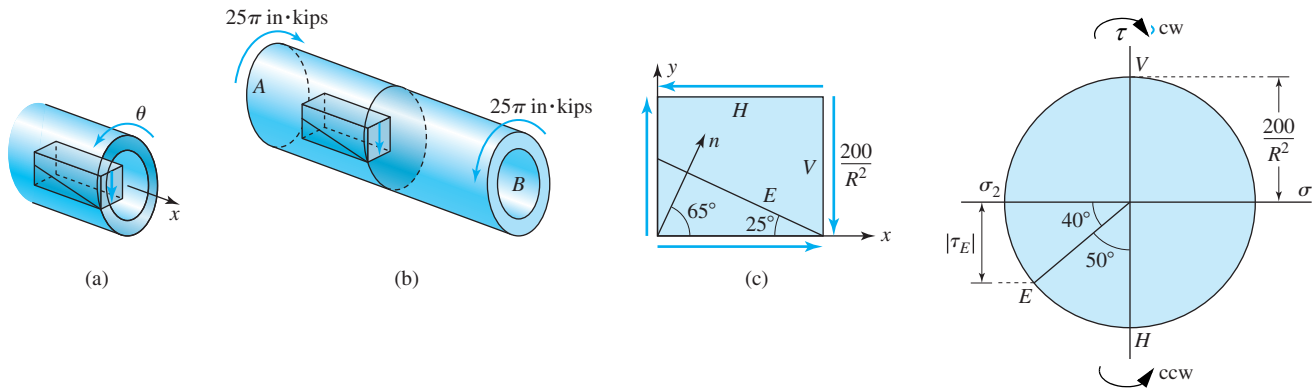 θ
x
(a)
25π in·kips
A
25π in·kips
B
(b)
y
H
n
V
200
R²
E
65°
25°
x
(c)
τ
cw
V
200
R²
σ₂
σ
40°
|τ_E|
50°
E
H
ccw